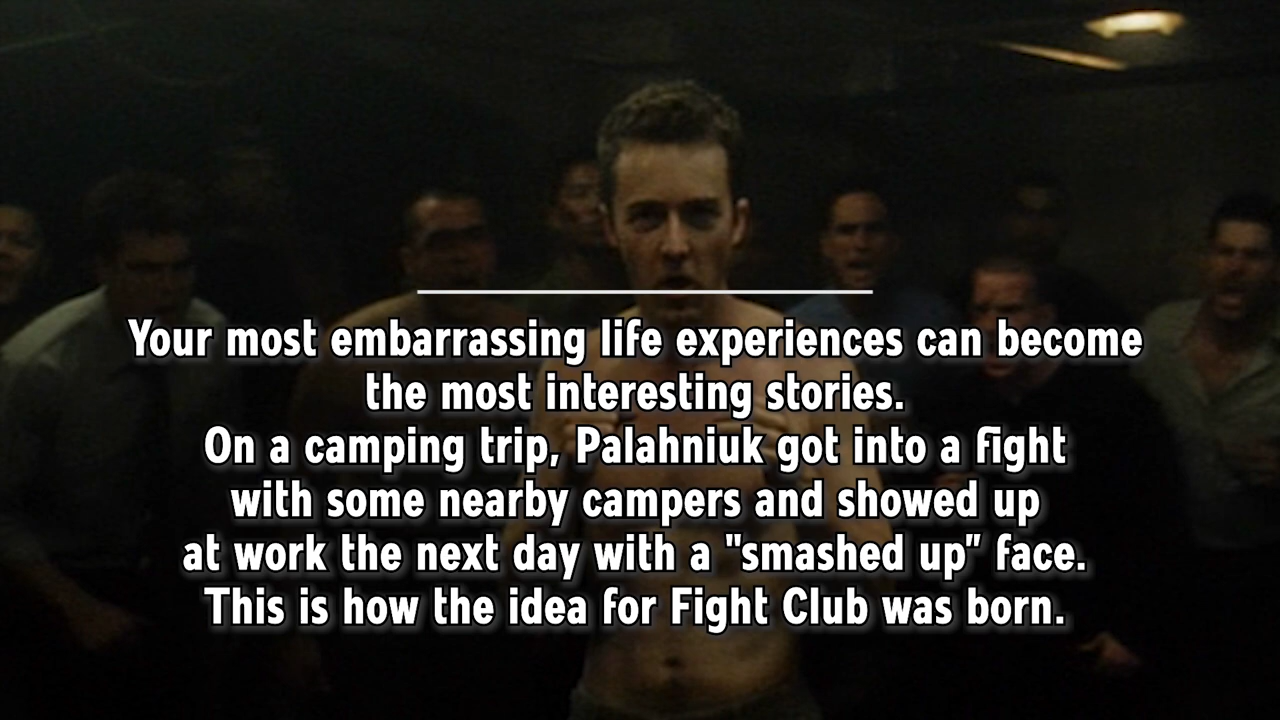 Your most embarrassing life experiences can become
the most interesting stories.
On a camping trip, Palahniuk got into a fight
with some nearby campers and showed up
at work the next day with a "smashed up" face.
This is how the idea for Fight Club was born.